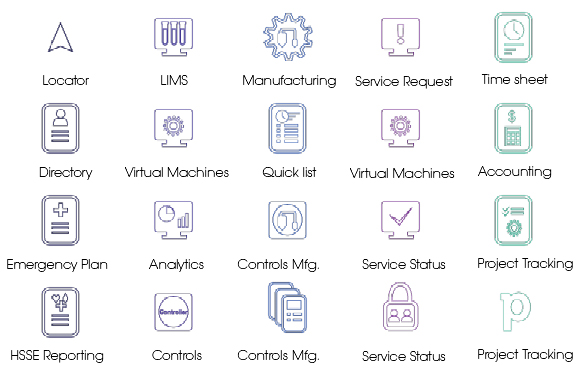 Locator LIMS Manufacturing Service Request Time sheet
$
Directory Virtual Machines Quick list Virtual Machines Accounting
Emergency Plan Analytics Controls Mfg. Service Status Project Tracking
Controller
p
HSSE Reporting Controls Controls Mfg. Service Status Project Tracking